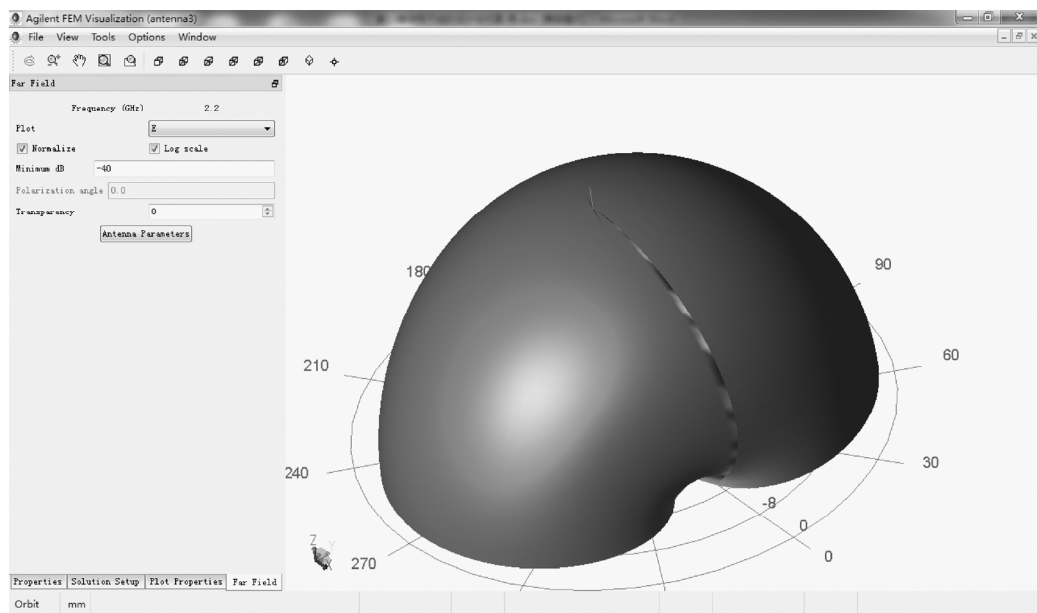 Agilent FEM Visualization (antenna3)
File View Tools Options Window
Far Field
Frequency (GHz) 2.2
Plot E
Normalize Log scale
Minimum dB -40
Polarization angle 0.0
Transparency 0
Antenna Parameters
180
90
210
60
240
30
-8
0
0
270
Z
Y
Properties Solution Setup Plot Properties Far Field
Orbit mm